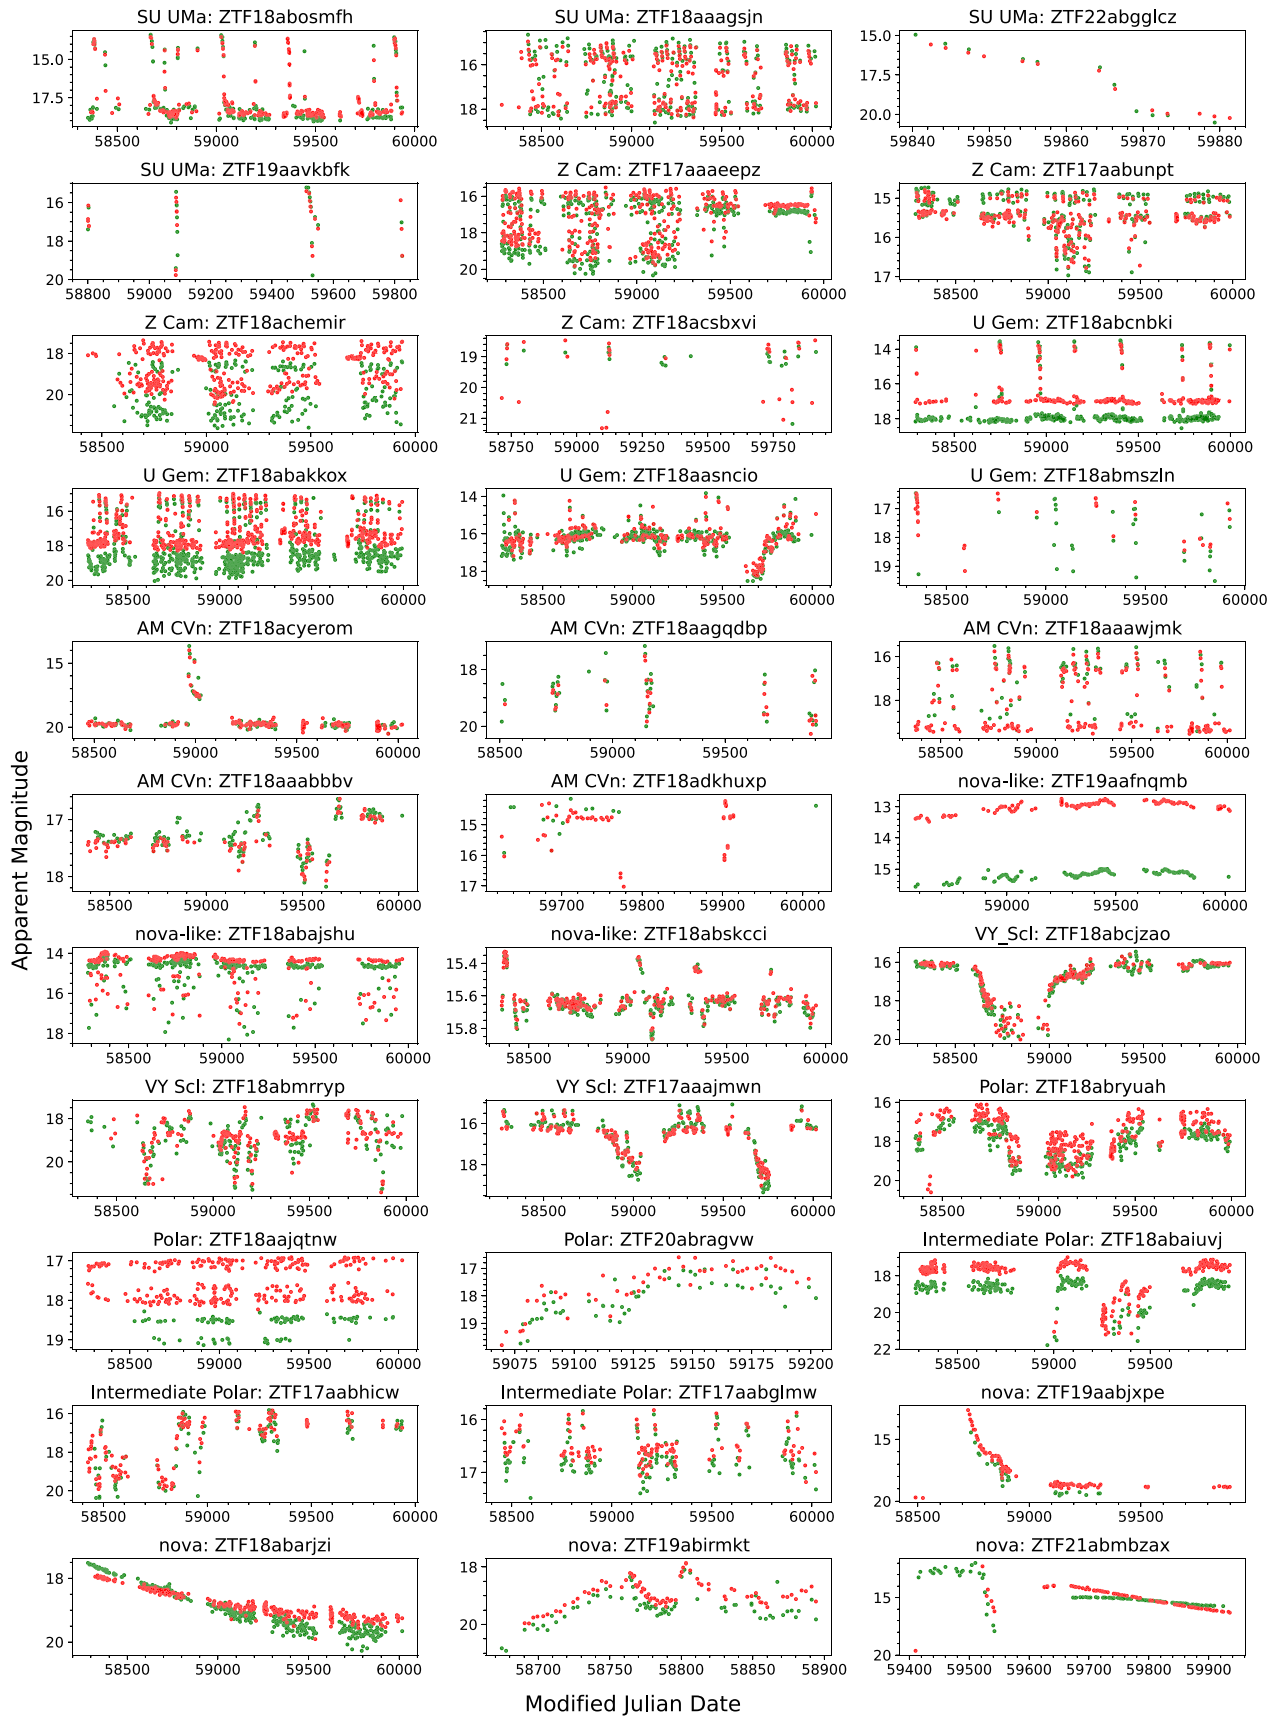 SU UMa: ZTF18abosmfh
15.0
17.5
58500 59000 59500 60000
SU UMa: ZTF18aaagsjn
16
18
58500 59000 59500 60000
SU UMa: ZTF22abgglcz
15.0
17.5
20.0
59840 59850 59860 59870 59880
SU UMa: ZTF19aavkbfk
16
18
20
58800 59000 59200 59400 59600 59800
Z Cam: ZTF17aaaeepz
16
18
20
58500 59000 59500 60000
Z Cam: ZTF17aabunpt
15
16
17
58500 59000 59500 60000
Z Cam: ZTF18achemir
18
20
58500 59000 59500 60000
Z Cam: ZTF18acsbxvi
19
20
21
58750 59000 59250 59500 59750
U Gem: ZTF18abcnbki
14
16
18
58500 59000 59500 60000
U Gem: ZTF18abakkox
16
18
20
58500 59000 59500 60000
U Gem: ZTF18aasncio
14
16
18
58500 59000 59500 60000
U Gem: ZTF18abmszln
17
18
19
58500 59000 59500 60000
AM CVn: ZTF18acyerom
15
20
58500 59000 59500 60000
AM CVn: ZTF18aagqdbp
18
20
58500 59000 59500 60000
AM CVn: ZTF18aaawjmk
16
18
58500 59000 59500 60000
AM CVn: ZTF18aaabbbv
17
18
58500 59000 59500 60000
AM CVn: ZTF18adkhuxp
15
16
17
59700 59800 59900 60000
nova-like: ZTF19aafnqmb
13
14
15
59000 59500 60000
nova-like: ZTF18abajshu
14
16
18
58500 59000 59500 60000
nova-like: ZTF18abskcci
15.4
15.6
15.8
58500 59000 59500 60000
VY_Scl: ZTF18abcjzao
16
18
20
58500 59000 59500 60000
VY Scl: ZTF18abmrryp
18
20
58500 59000 59500 60000
VY Scl: ZTF17aaajmwn
16
18
58500 59000 59500 60000
Polar: ZTF18abryuah
16
18
20
58500 59000 59500 60000
Polar: ZTF18aajqtnw
17
18
19
58500 59000 59500 60000
Polar: ZTF20abragvw
17
18
19
59075 59100 59125 59150 59175 59200
Intermediate Polar: ZTF18abaiuvj
18
20
22
58500 59000 59500
Intermediate Polar: ZTF17aabhicw
16
18
20
58500 59000 59500 60000
Intermediate Polar: ZTF17aabglmw
16
17
58500 59000 59500 60000
nova: ZTF19aabjxpe
15
20
58500 59000 59500
nova: ZTF18abarjzi
18
20
58500 59000 59500 60000
nova: ZTF19abirmkt
18
20
58700 58750 58800 58850 58900
nova: ZTF21abmbzax
15
20
59400 59500 59600 59700 59800 59900
Apparent Magnitude
Modified Julian Date